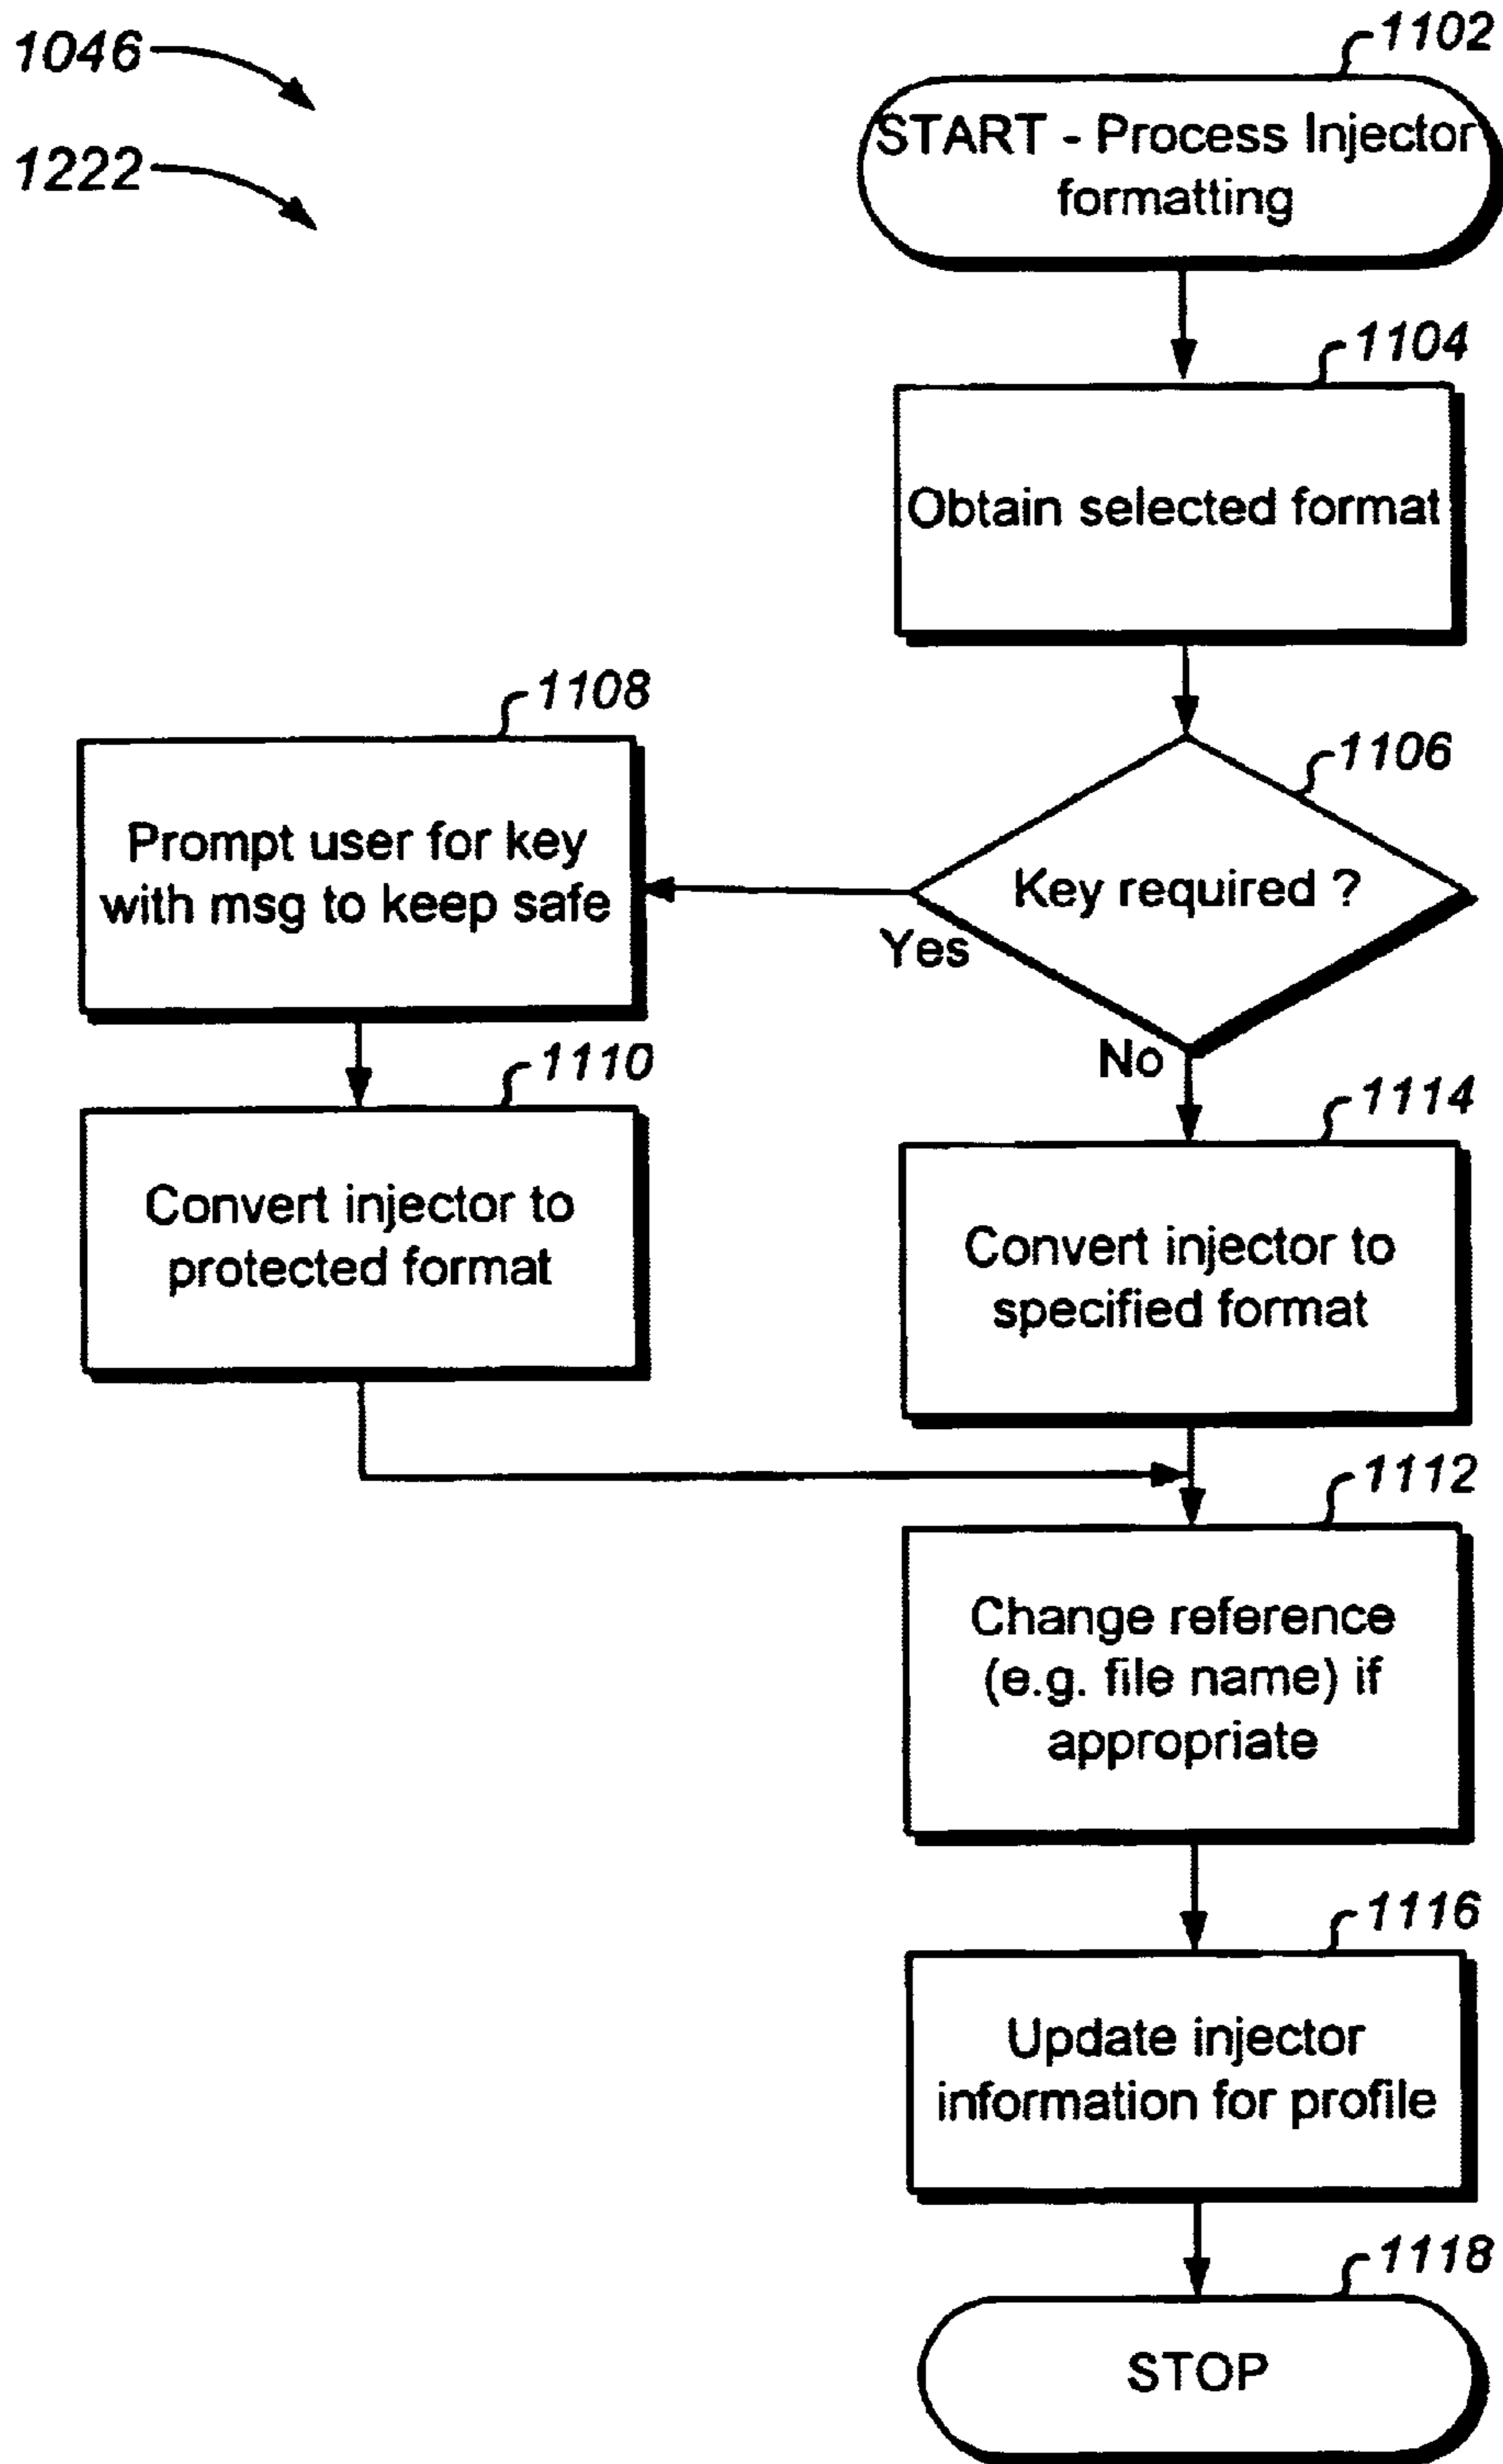 1046
1222
1102
START - Process Injector
formatting
1104
Obtain selected format
1106
Key required ?
Yes
No
1108
Prompt user for key
with msg to keep safe
1110
Convert injector to
protected format
1114
Convert injector to
specified format
1112
Change reference
(e.g. file name) if
appropriate
1116
Update injector
information for profile
1118
STOP